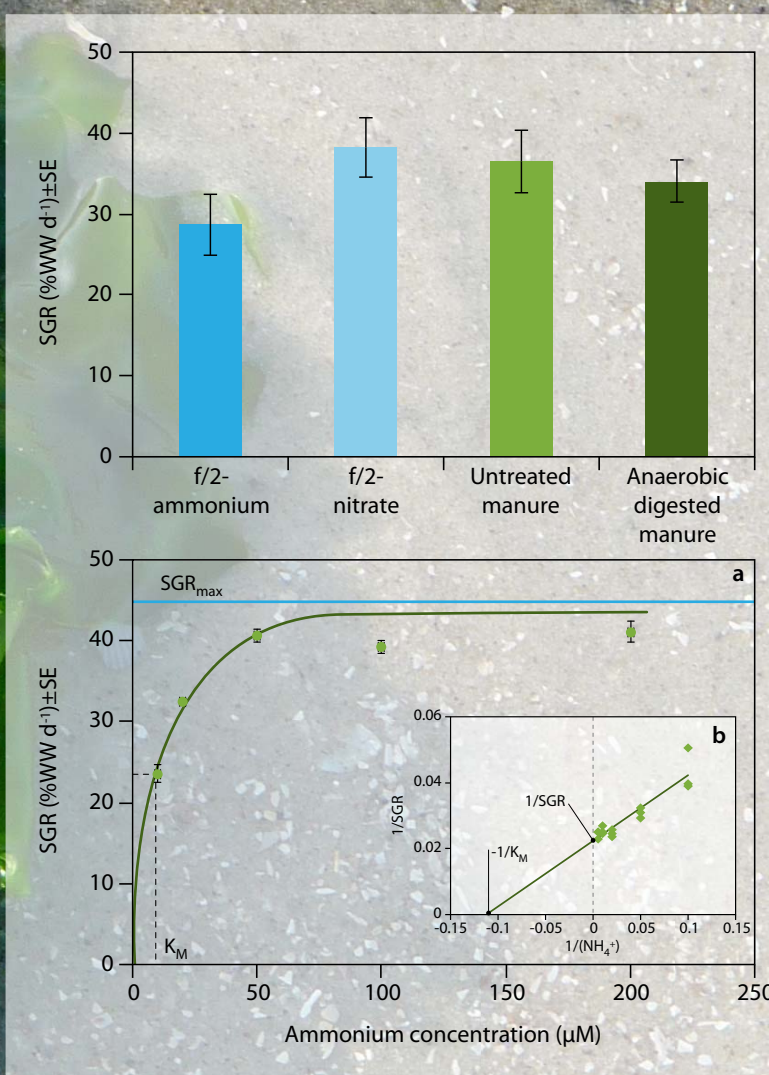 50
40
30
20
10
0
SGR (%WW d⁻¹)±SE
f/2-
ammonium
f/2-
nitrate
Untreated
manure
Anaerobic
digested
manure
a
50
40
30
20
10
0
SGR (%WW d⁻¹)±SE
SGRmax
KM
b
0.06
0.04
0.02
0
1/SGR
1/SGR
-1/KM
-0.15 -0.1 -0.05 0 0.05 0.1 0.15
1/(NH₄⁺)
0 50 100 150 200 250
Ammonium concentration (µM)